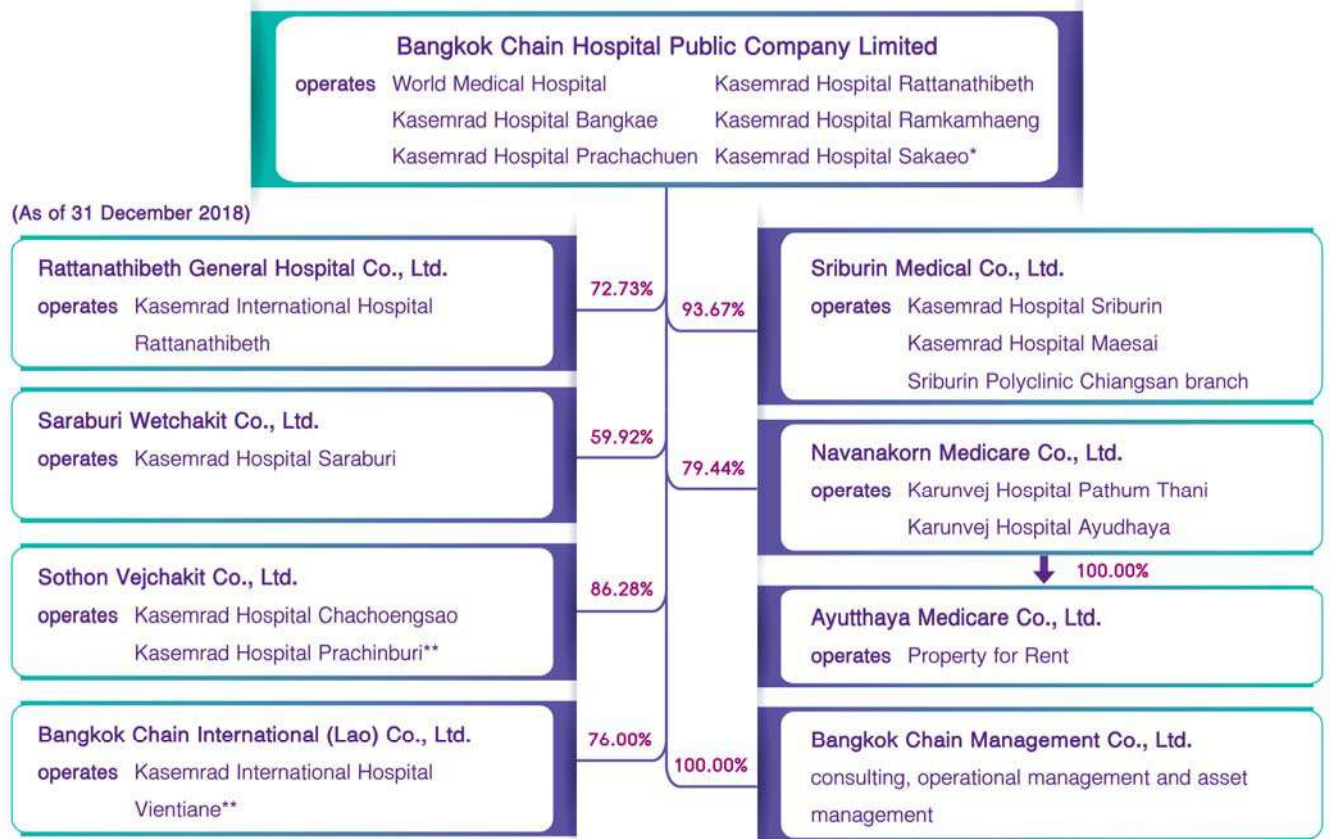 Bangkok Chain Hospital Public Company Limited
operates World Medical Hospital Kasemrad Hospital Rattanathibeth
Kasemrad Hospital Bangkae Kasemrad Hospital Ramkamhaeng
Kasemrad Hospital Prachachuen Kasemrad Hospital Sakaeo*
(As of 31 December 2018)
Rattanathibeth General Hospital Co., Ltd.
operates Kasemrad International Hospital
Rattanathibeth
72.73%
Saraburi Wetchakit Co., Ltd.
operates Kasemrad Hospital Saraburi
59.92%
Sothon Vejchakit Co., Ltd.
operates Kasemrad Hospital Chachoengsao
Kasemrad Hospital Prachinburi**
86.28%
Bangkok Chain International (Lao) Co., Ltd.
operates Kasemrad International Hospital
Vientiane**
76.00%
93.67%
Sriburin Medical Co., Ltd.
operates Kasemrad Hospital Sriburin
Kasemrad Hospital Maesai
Sriburin Polyclinic Chiangsan branch
79.44%
Navanakorn Medicare Co., Ltd.
operates Karunvej Hospital Pathum Thani
Karunvej Hospital Ayudhaya
100.00%
Ayutthaya Medicare Co., Ltd.
operates Property for Rent
100.00%
Bangkok Chain Management Co., Ltd.
consulting, operational management and asset
management